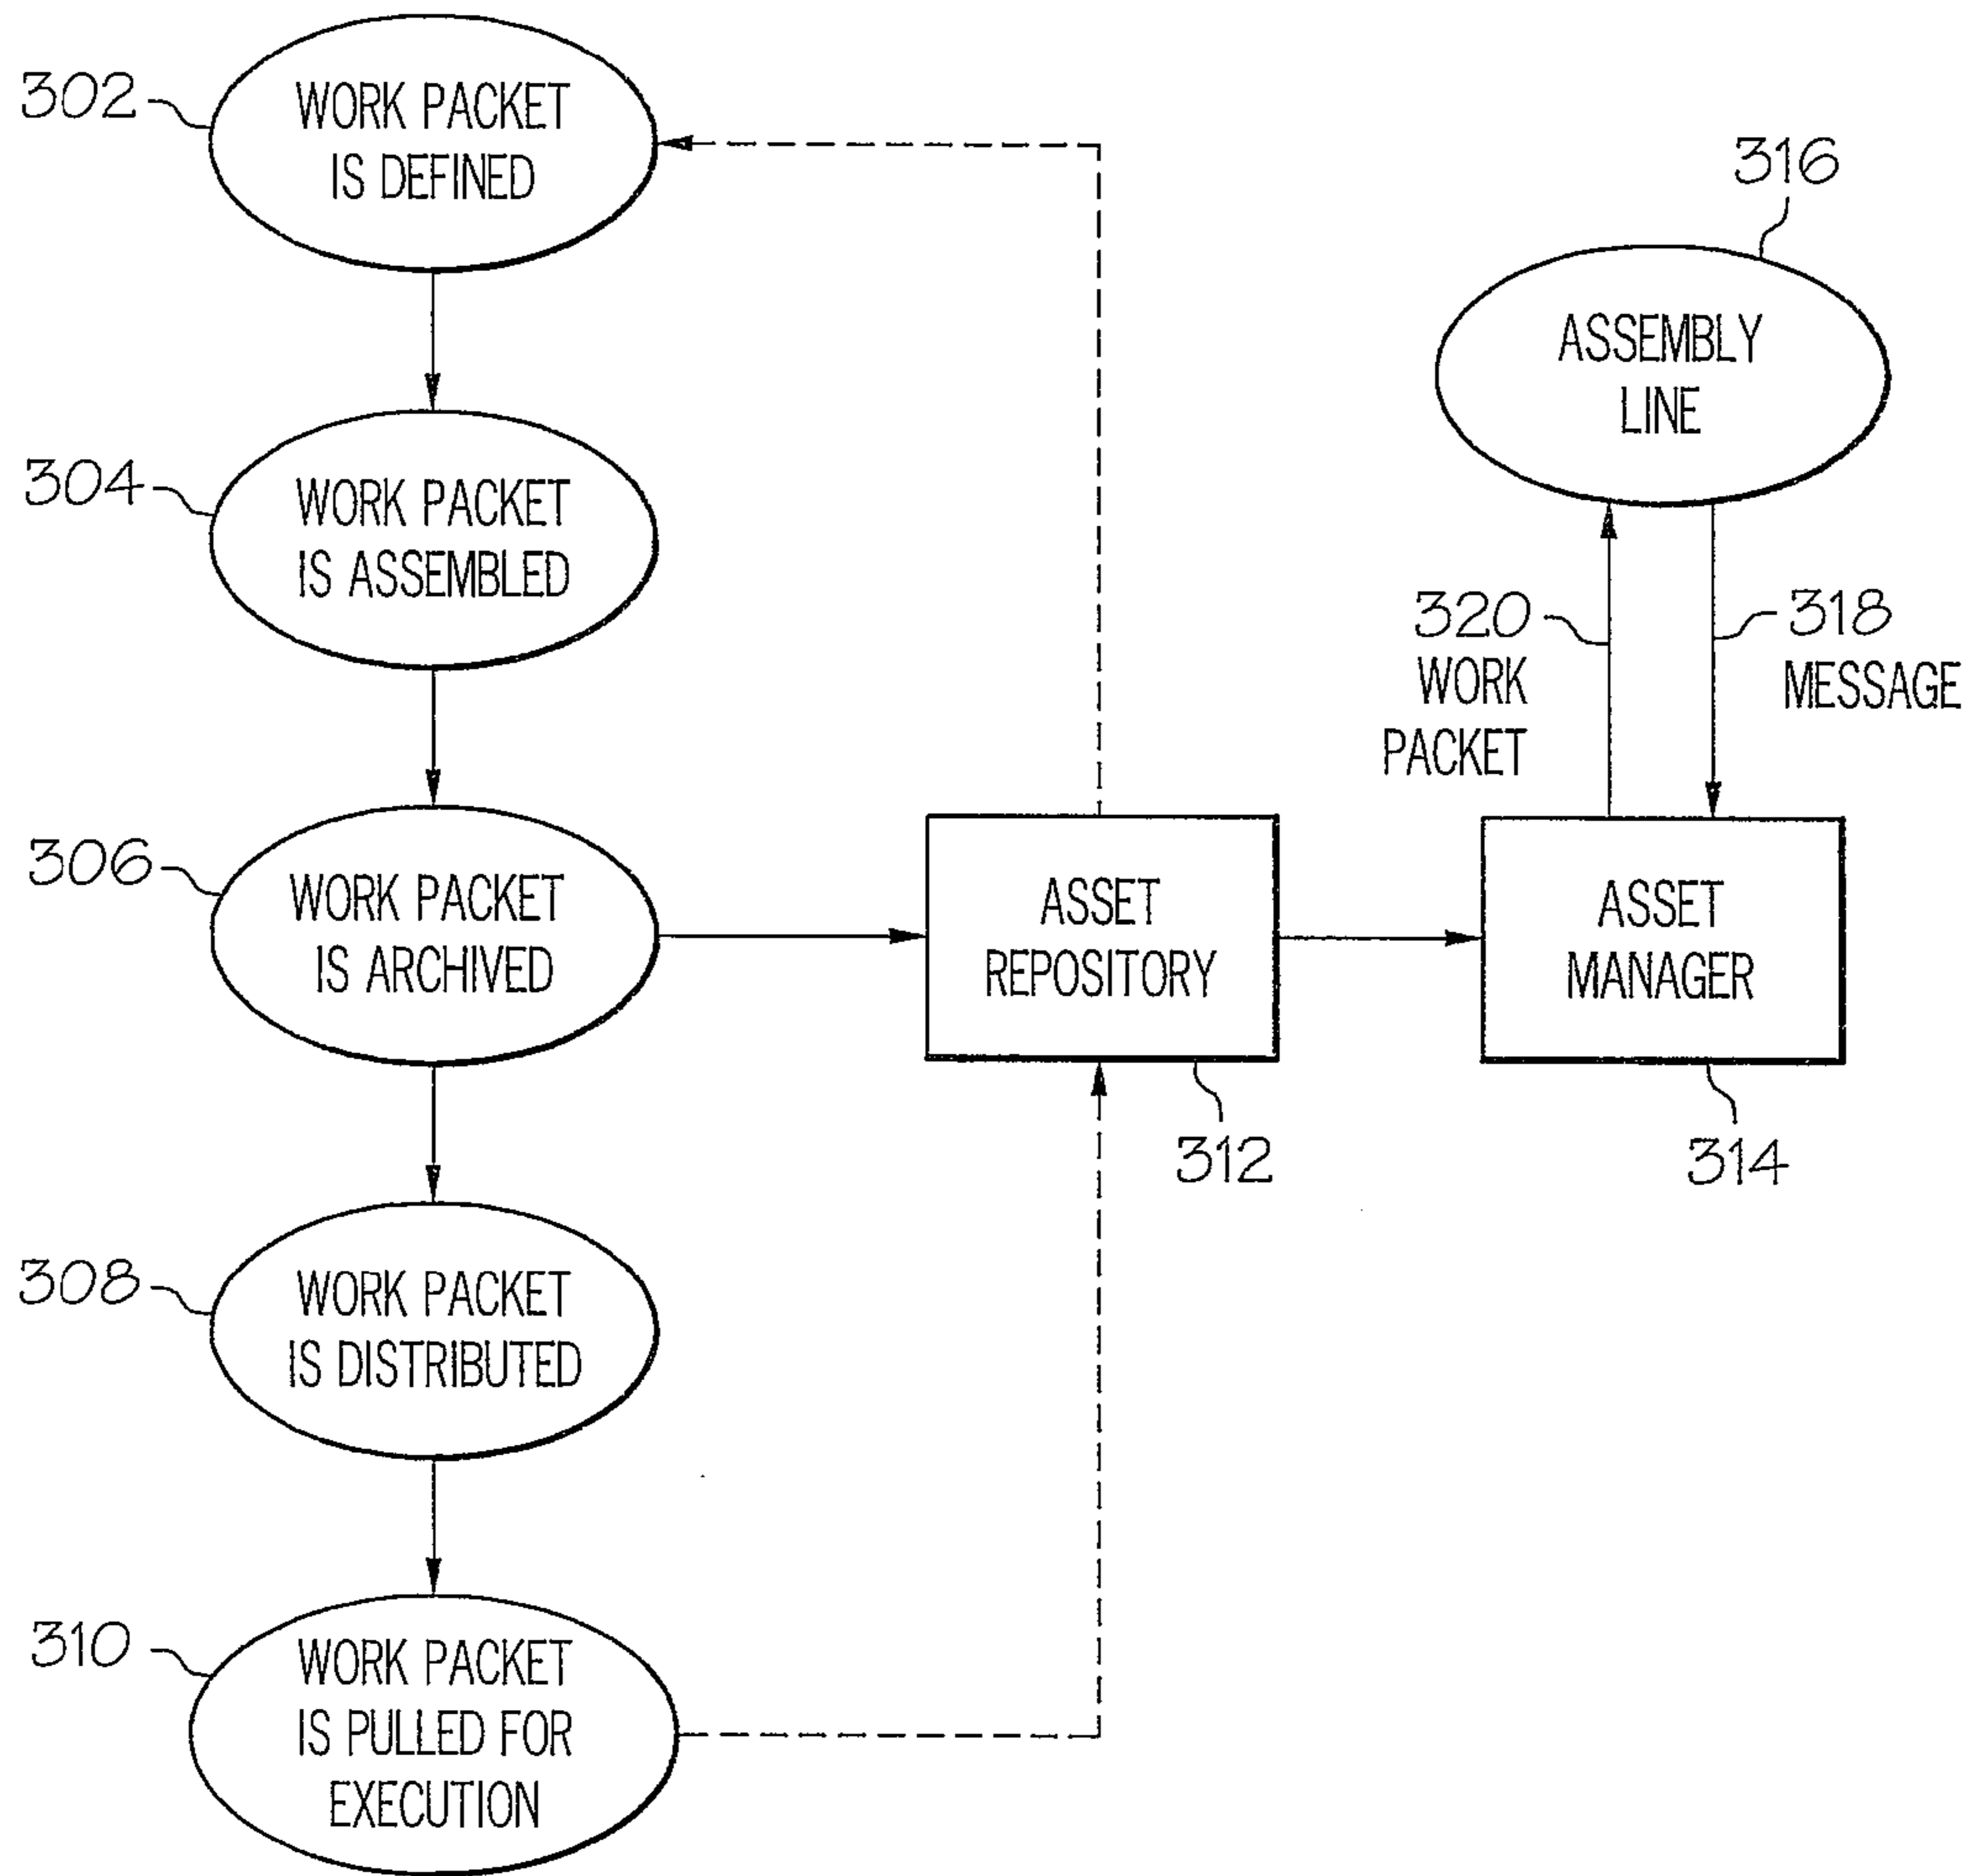 302
WORK PACKET
IS DEFINED
304
WORK PACKET
IS ASSEMBLED
306
WORK PACKET
IS ARCHIVED
308
WORK PACKET
IS DISTRIBUTED
310
WORK PACKET
IS PULLED FOR
EXECUTION
ASSET
REPOSITORY
312
316
ASSEMBLY
LINE
320
WORK
PACKET
318
MESSAGE
ASSET
MANAGER
314